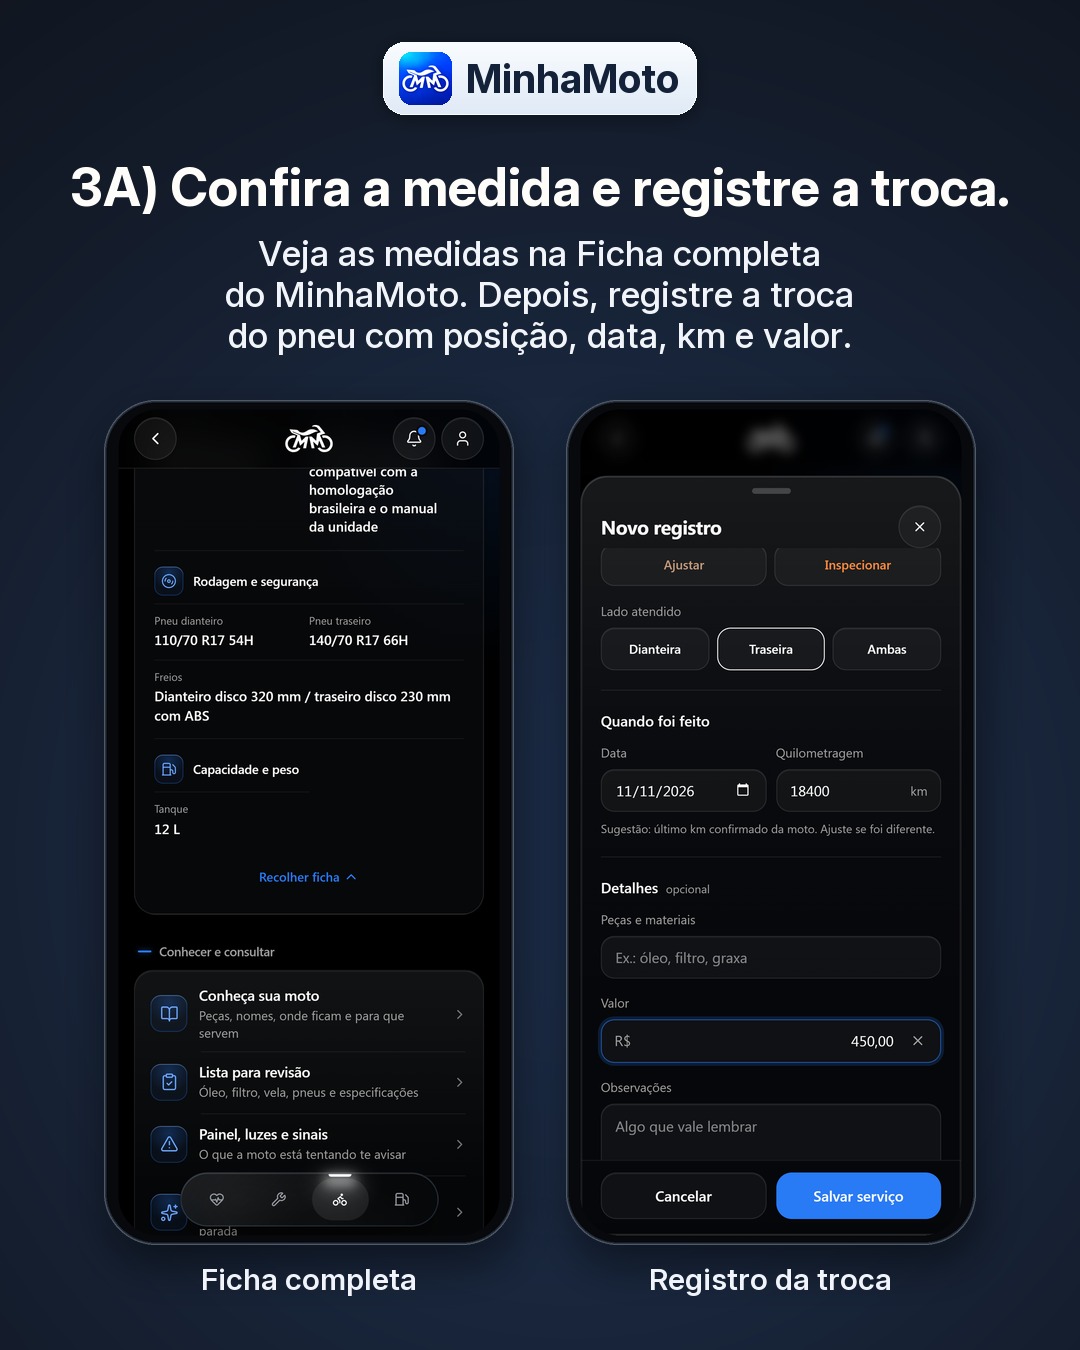 MinhaMoto
3A) Confira a medida e registre a troca.
Veja as medidas na Ficha completa
do MinhaMoto. Depois, registre a troca
do pneu com posição, data, km e valor.
MM
compatível com a
homologação
brasileira e o manual
da unidade
Rodagem e segurança
Pneu dianteiro
Pneu traseiro
110/70 R17 54H
140/70 R17 66H
Freios
Dianteiro disco 320 mm / traseiro disco 230 mm
com ABS
Capacidade e peso
Tanque
12 L
Recolher ficha
Conhecer e consultar
Conheça sua moto
Peças, nomes, onde ficam e para que
servem
Lista para revisão
Óleo, filtro, vela, pneus e especificações
Painel, luzes e sinais
O que a moto está tentando te avisar
parada
Ficha completa
Novo registro
Ajustar
Inspecionar
Lado atendido
Dianteira
Traseira
Ambas
Quando foi feito
Data
Quilometragem
11/11/2026
18400 km
Sugestão: último km confirmado da moto. Ajuste se foi diferente.
Detalhes opcional
Peças e materiais
Ex.: óleo, filtro, graxa
Valor
R$ 450,00
Observações
Algo que vale lembrar
Cancelar
Salvar serviço
Registro da troca